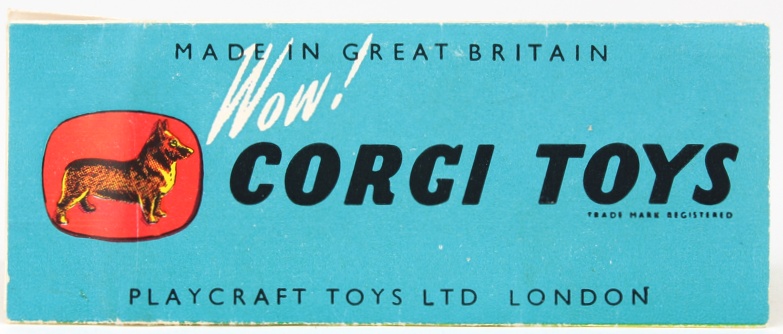 MADE IN GREAT BRITAIN
Wow!
CORGI TOYS
TRADE MARK REGISTERED
PLAYCRAFT TOYS LTD LONDON